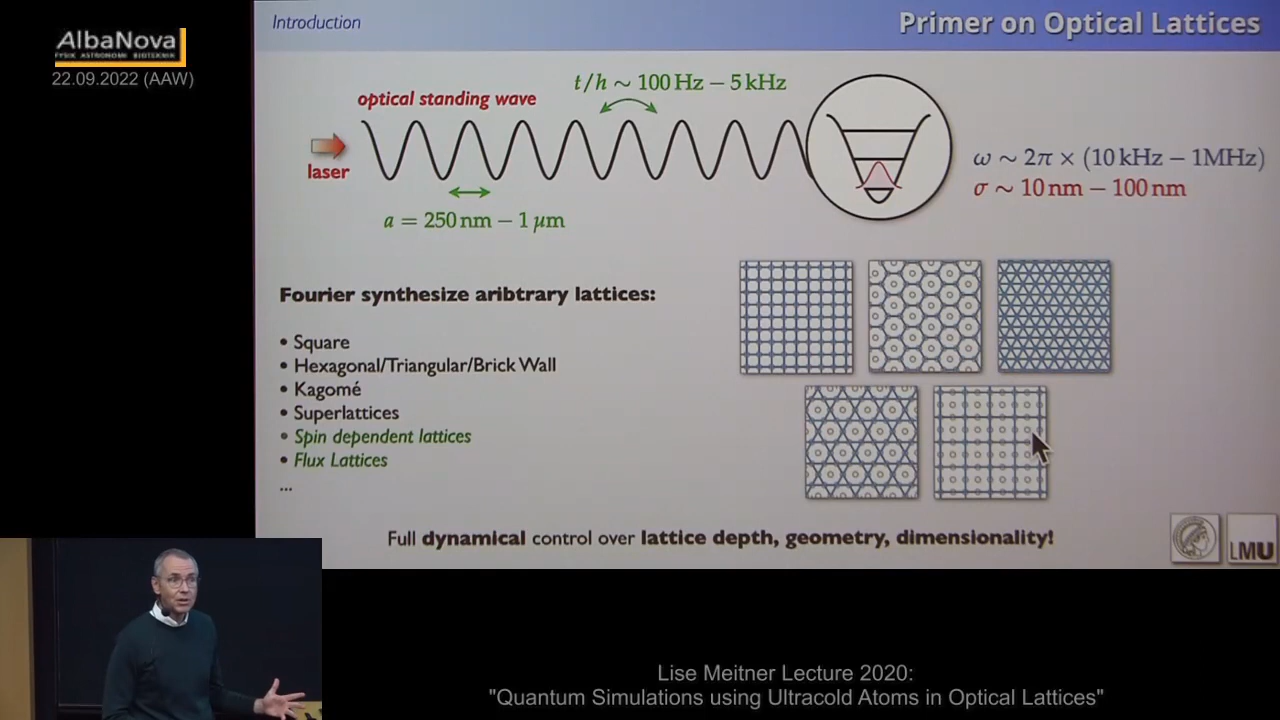 AlbaNova
FYSIK ASTRONOMI BIOTEKNIK
22.09.2022 (AAW)
Introduction
Primer on Optical Lattices
t/h ∼ 100 Hz − 5 kHz
optical standing wave
laser
a = 250 nm − 1 μm
ω ∼ 2π × (10 kHz − 1MHz)
σ ∼ 10 nm − 100 nm
Fourier synthesize aribtrary lattices:
• Square
• Hexagonal/Triangular/Brick Wall
• Kagomé
• Superlattices
• Spin dependent lattices
• Flux Lattices
...
Full dynamical control over lattice depth, geometry, dimensionality!
LMU
Lise Meitner Lecture 2020:
"Quantum Simulations using Ultracold Atoms in Optical Lattices"